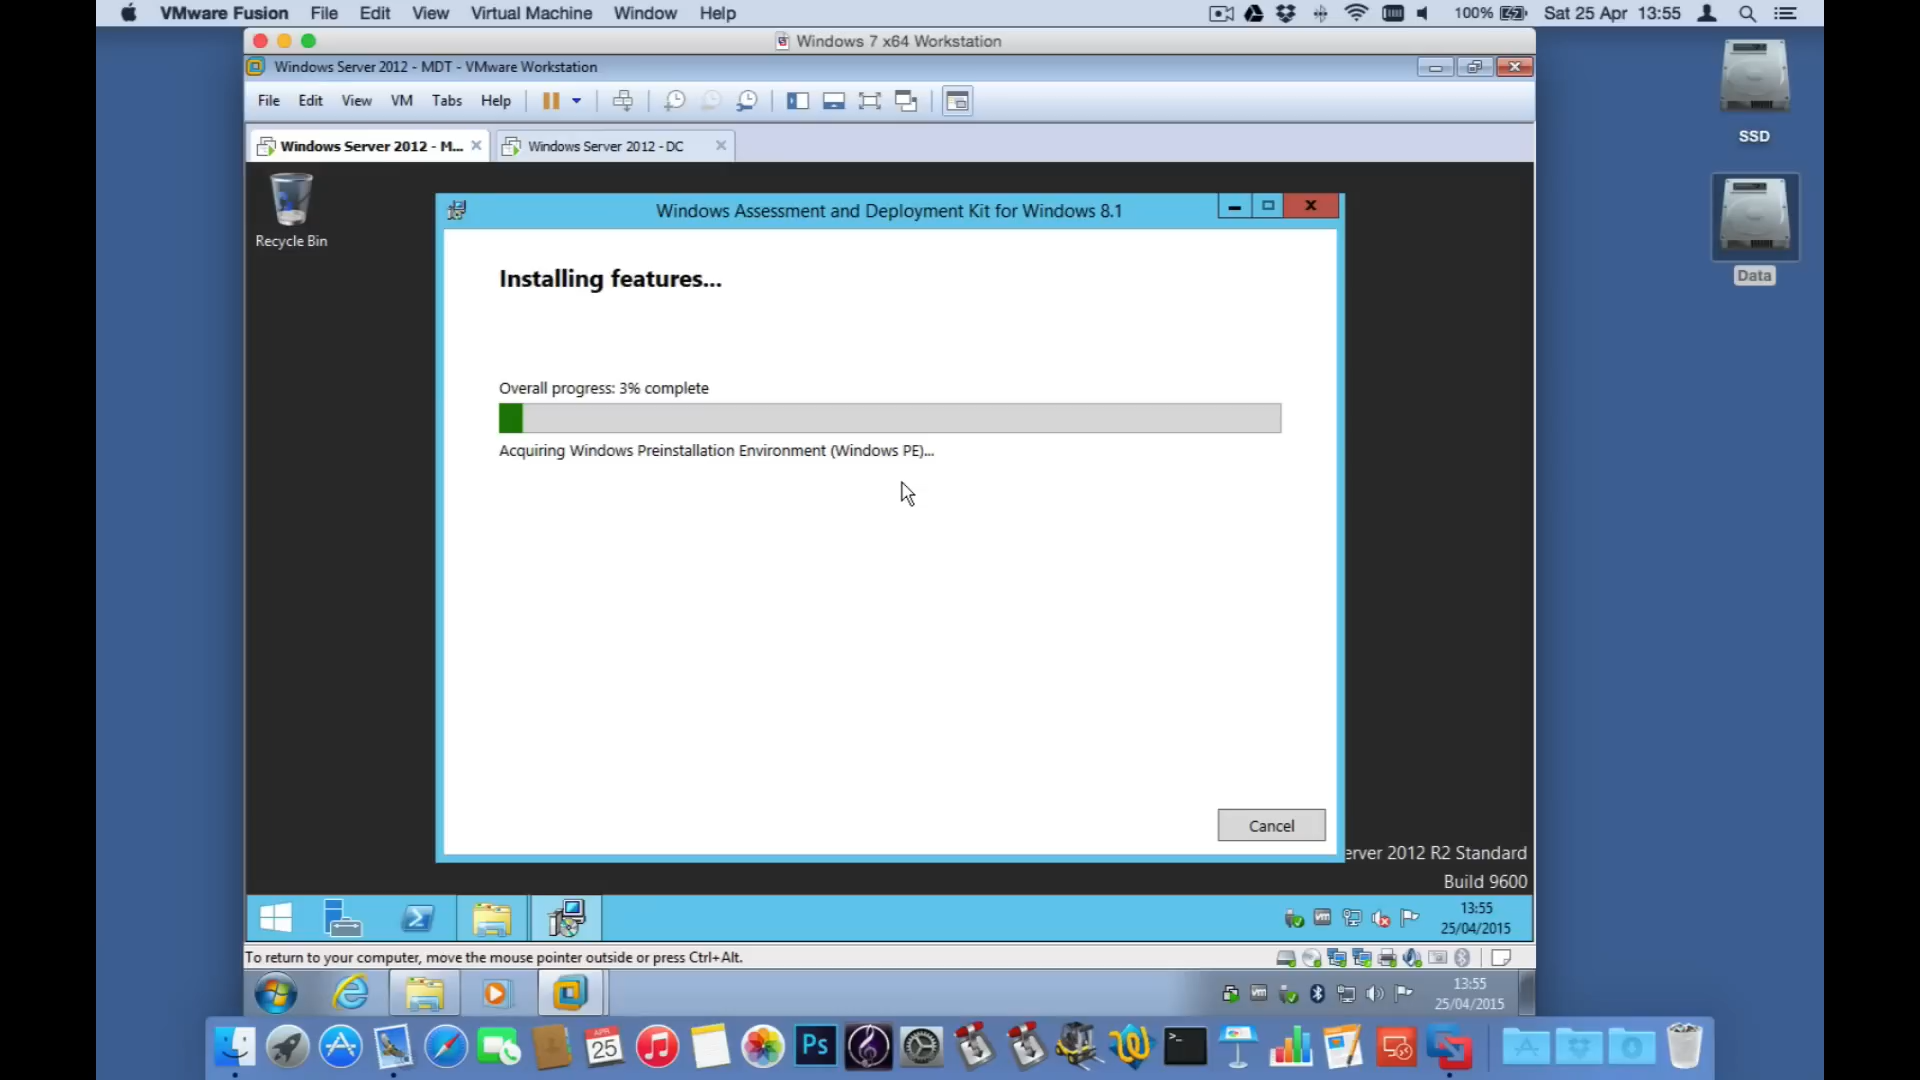 VMware Fusion File Edit View Virtual Machine Window Help 100% Sat 25 Apr 13:55
Windows 7 x64 Workstation
Windows Server 2012 - MDT - VMware Workstation
File Edit View VM Tabs Help
Windows Server 2012 - M... Windows Server 2012 - DC
SSD
Data
Recycle Bin
Windows Assessment and Deployment Kit for Windows 8.1
Installing features...
Overall progress: 3% complete
Acquiring Windows Preinstallation Environment (Windows PE)...
Cancel
erver 2012 R2 Standard
Build 9600
13:55
25/04/2015
To return to your computer, move the mouse pointer outside or press Ctrl+Alt.
13:55
25/04/2015
APR
25
Ps